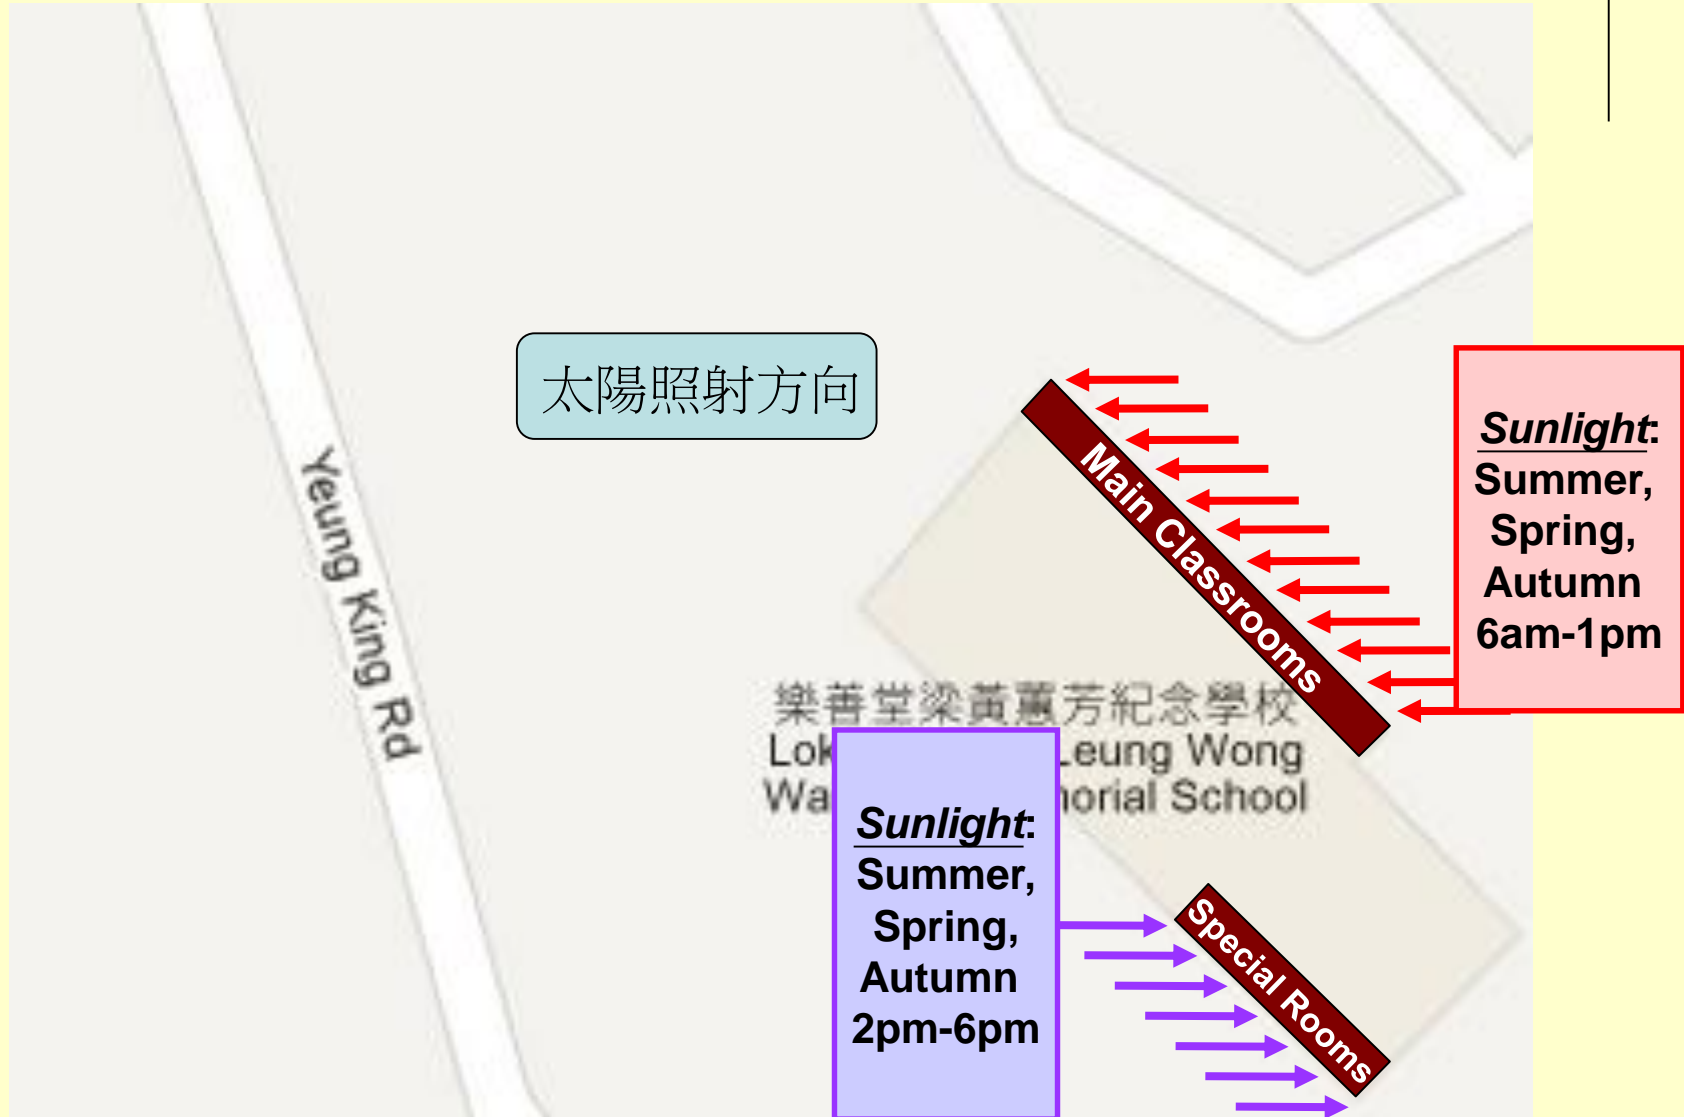 太陽照射方向
Yeung King Rd
Main Classrooms
Sunlight:
Summer,
Spring,
Autumn
6am-1pm
樂善堂梁黃蕙芳紀念學校
Lok Leung Wong
Wa orial School
Sunlight:
Summer,
Spring,
Autumn
2pm-6pm
Special Rooms